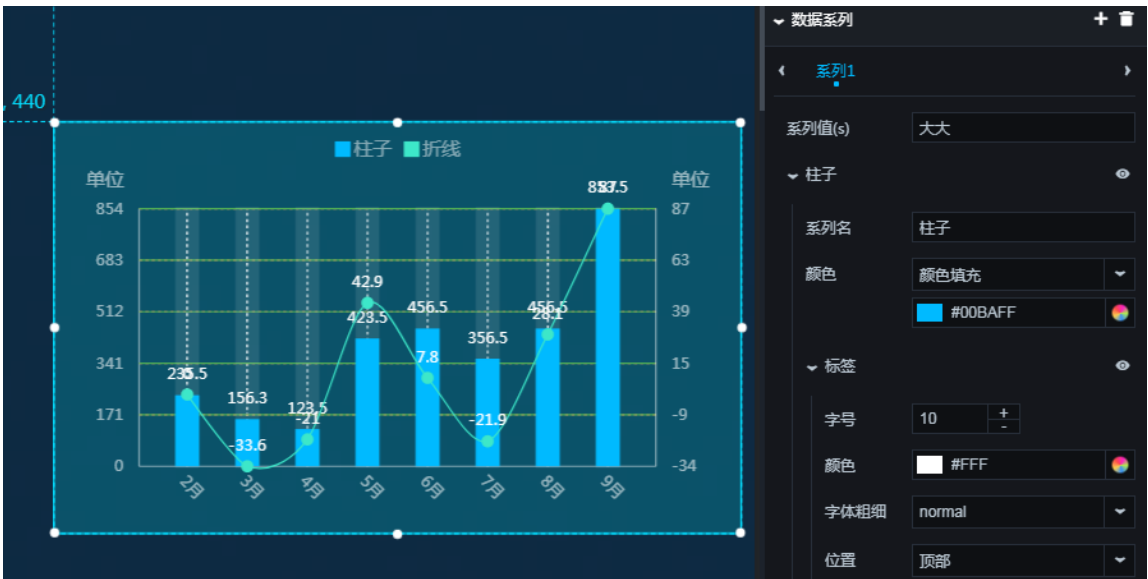 数据系列
系列1
, 440
系列值(s)
大大
柱子 折线
柱子
单位
单位
系列名
柱子
854
87
683
63
颜色
颜色填充
#00BAFF
512
39
341
15
171
-9
0
-34
42.9
423.5
456.5
7.8
356.5
-21.9
456.5
28.1
235.5
156.3
-33.6
123.5
-21
2月 3月 4月 5月 6月 7月 8月 9月
标签
字号
10
+
-
颜色
#FFF
字体粗细
normal
位置
顶部